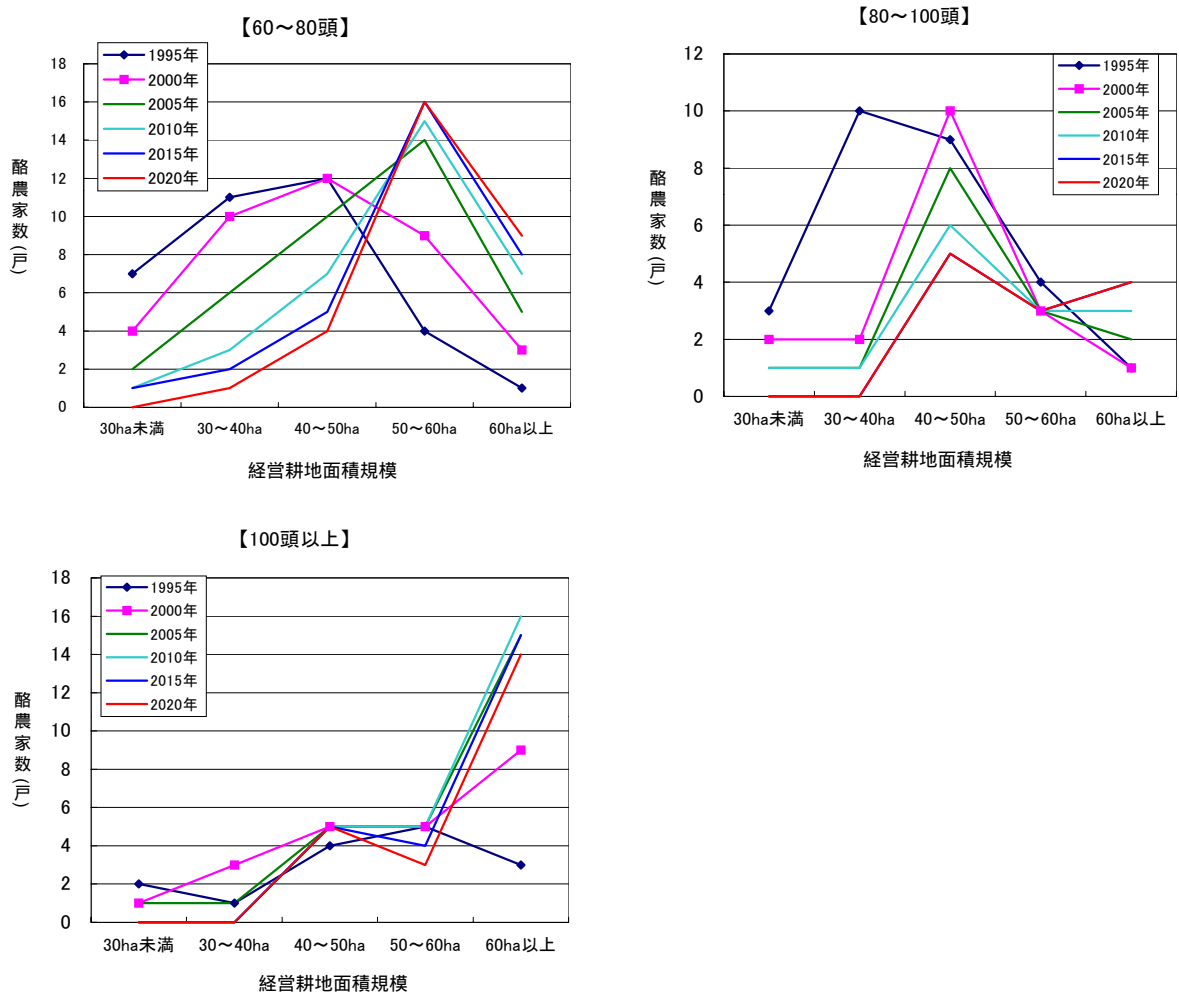 【60～80頭】
18
16
14
12
10
8
6
4
2
0
酪農家数(戸)
1995年
2000年
2005年
2010年
2015年
2020年
30ha未満
30～40ha
40～50ha
50～60ha
60ha以上
経営耕地面積規模
【80～100頭】
12
10
8
6
4
2
0
酪農家数(戸)
1995年
2000年
2005年
2010年
2015年
2020年
30ha未満
30～40ha
40～50ha
50～60ha
60ha以上
経営耕地面積規模
【100頭以上】
18
16
14
12
10
8
6
4
2
0
酪農家数(戸)
1995年
2000年
2005年
2010年
2015年
2020年
30ha未満
30～40ha
40～50ha
50～60ha
60ha以上
経営耕地面積規模